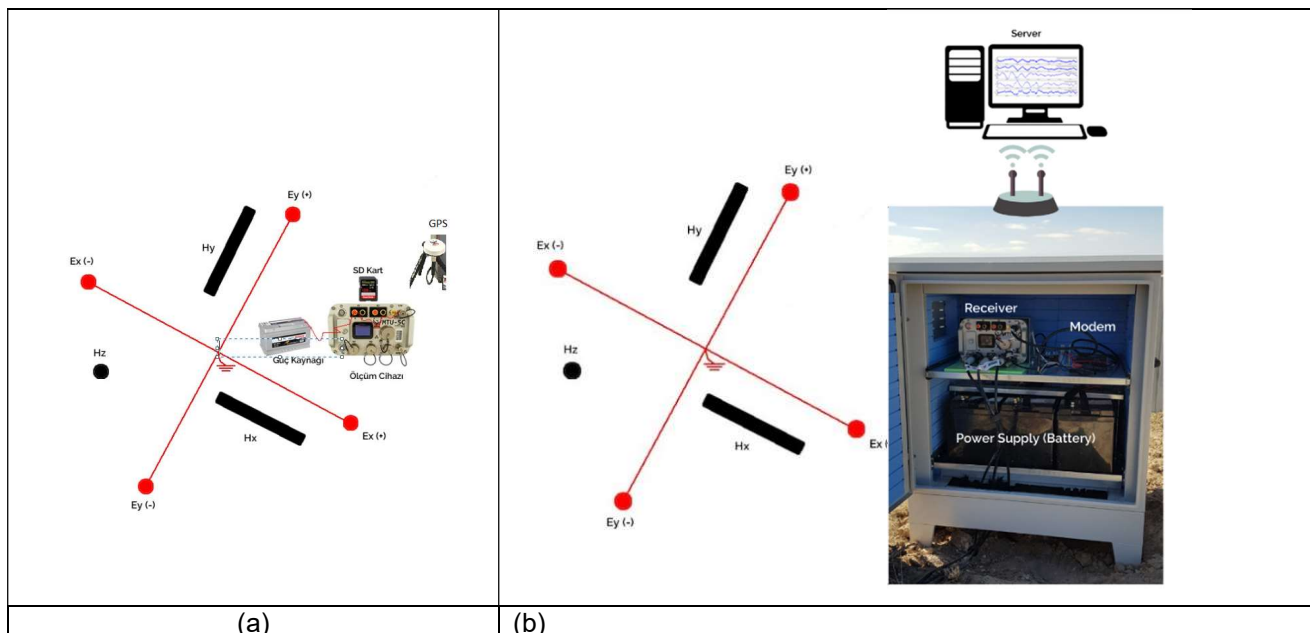 Ey (+)
Hy
GPS
Ex (-)
SD Kart
MTU-5C
Hz
Güç Kaynağı
Ölçüm Cihazı
Hx
Ex (+)
Ey (-)
(a)
Server
Ey (+)
Hy
Ex (-)
Receiver
Modem
Hz
Hx
Ex (
Power Supply (Battery)
Ey (-)
(b)